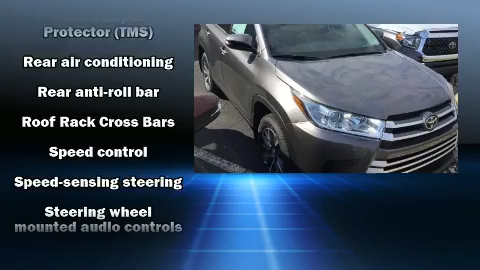 Protector (TMS)
Rear air conditioning
Rear anti-roll bar
Roof Rack Cross Bars
Speed control
Speed-sensing steering
Steering wheel
mounted audio controls